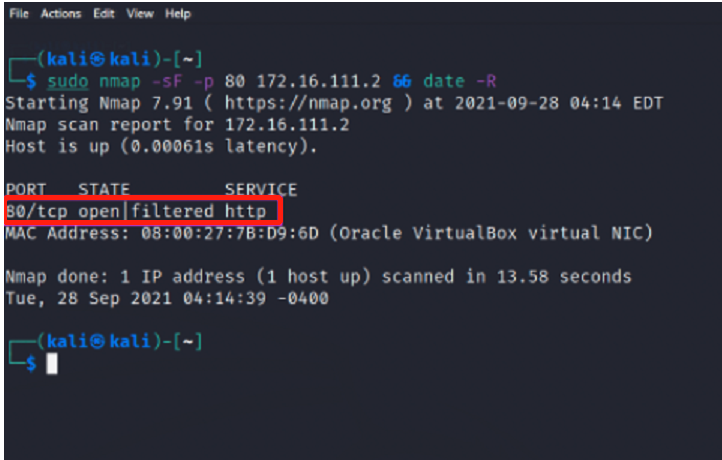 File Actions Edit View Help
┌──(kali㉿kali)-[~]
└─$ sudo nmap -sF -p 80 172.16.111.2 && date -R
Starting Nmap 7.91 ( https://nmap.org ) at 2021-09-28 04:14 EDT
Nmap scan report for 172.16.111.2
Host is up (0.00061s latency).
PORT STATE SERVICE
80/tcp open|filtered http
MAC Address: 08:00:27:7B:D9:6D (Oracle VirtualBox virtual NIC)
Nmap done: 1 IP address (1 host up) scanned in 13.58 seconds
Tue, 28 Sep 2021 04:14:39 -0400
┌──(kali㉿kali)-[~]
└─$